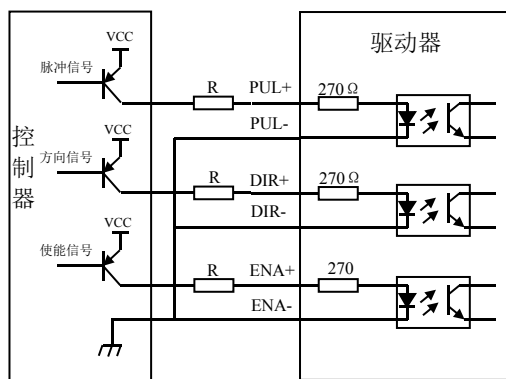 VCC
脉冲信号
R
PUL+
270Ω
驱动器
PUL-
控制器
VCC
方向信号
R
DIR+
270Ω
DIR-
VCC
使能信号
R
ENA+
270
ENA-